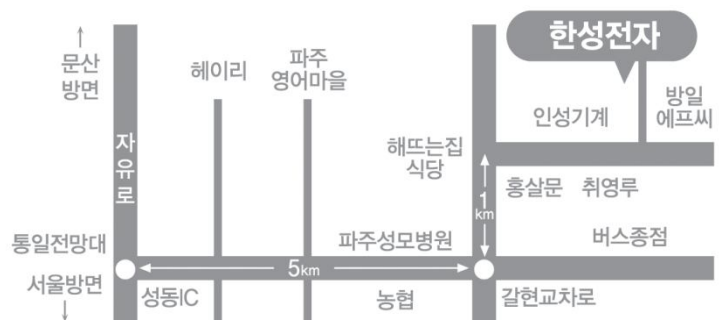 한성전자
↑
문산
방면
헤이리
파주
영어마을
방일
에프씨
인성기계
자유로
해뜨는집
식당
홍살문
취영루
1km
통일전망대
파주성모병원
버스종점
5km
서울방면
↓
성동IC
농협
갈현교차로